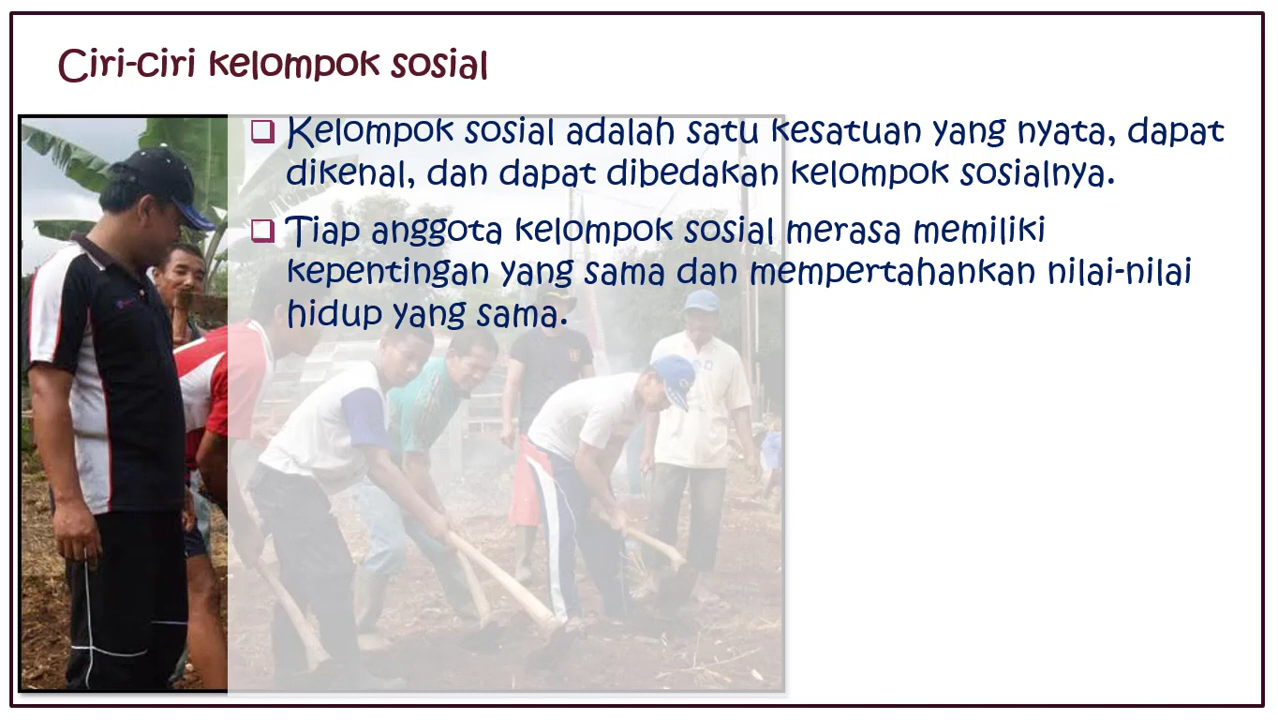 Ciri-ciri kelompok sosial
Kelompok sosial adalah satu kesatuan yang nyata, dapat
dikenal, dan dapat dibedakan kelompok sosialnya.
Tiap anggota kelompok sosial merasa memiliki
kepentingan yang sama dan mempertahankan nilai-nilai
hidup yang sama.